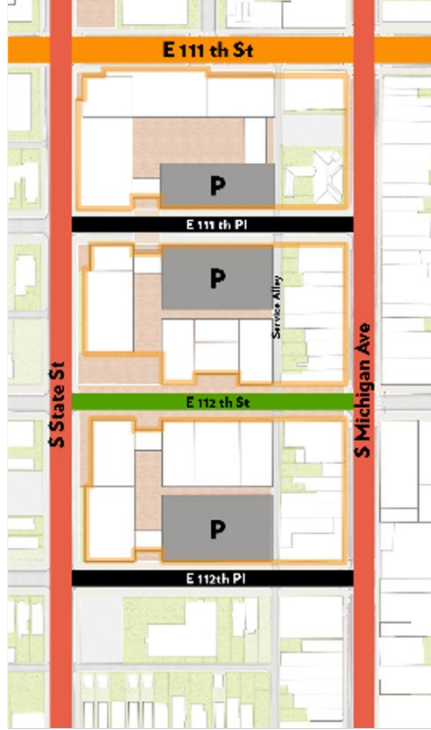 E 111 th St
P
E 111 th Pl
P
Service Alley
S State St
S Michigan Ave
E 112 th St
P
E 112th Pl